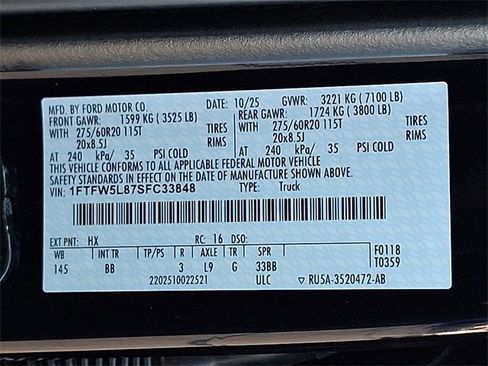 MFD. BY FORD MOTOR CO. DATE: 10/25 GVWR: 3221 KG ( 7100 LB)
FRONT GAWR: 1599 KG ( 3525 LB) REAR GAWR: 1724 KG ( 3800 LB)
WITH 275/60R20 115T TIRES WITH 275/60R20 115T TIRES
20x8.5J RIMS 20x8.5J RIMS
AT 240 kPa/ 35 PSI COLD AT 240 kPa/ 35 PSI COLD
THIS VEHICLE CONFORMS TO ALL APPLICABLE FEDERAL MOTOR VEHICLE
SAFETY STANDARDS IN EFFECT ON THE DATE OF MANUFACTURE SHOWN ABOVE.
VIN: 1FTFW5L87SFC33848 TYPE: Truck
EXT PNT: HX RC: 16 DSO: F0118
WB INT TR TP/PS R AXLE TR SPR T0359
145 BB 3 L9 G 33BB
2202510022521 ULC ▽ RU5A-3520472-AB